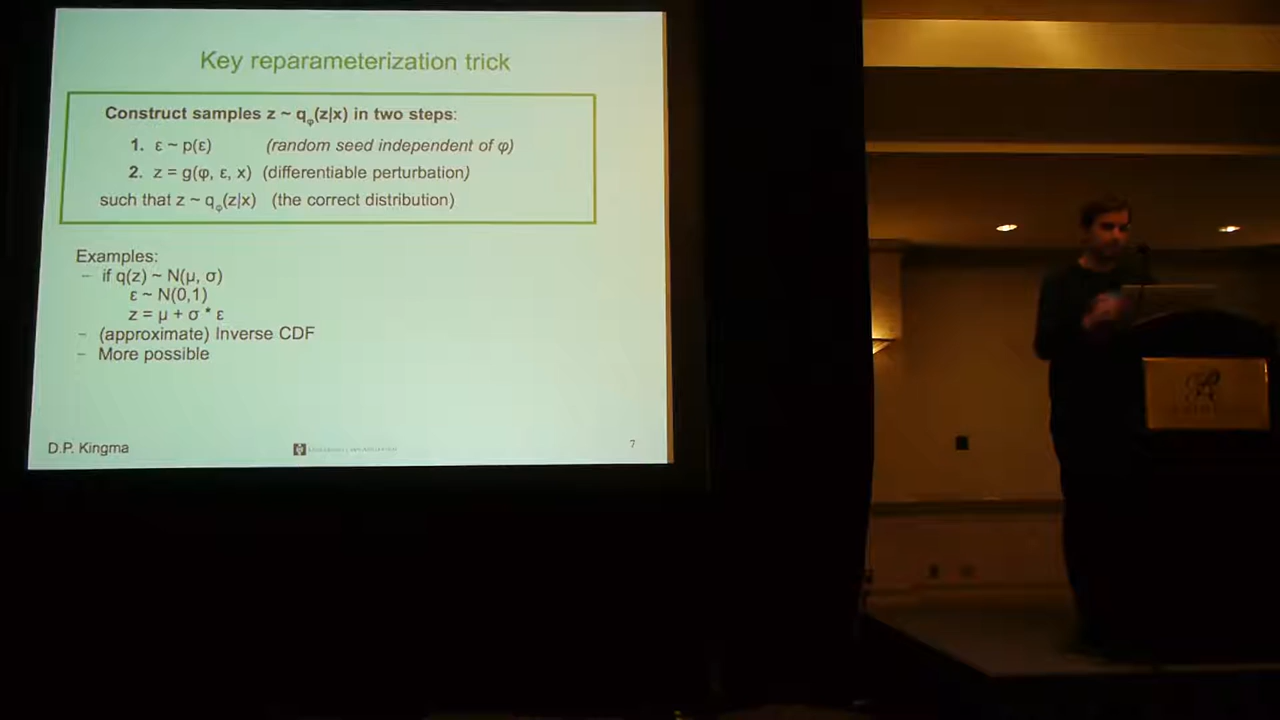 Key reparameterization trick
Construct samples z ~ qφ(z|x) in two steps:
1. ε ~ p(ε) (random seed independent of φ)
2. z = g(φ, ε, x) (differentiable perturbation)
such that z ~ qφ(z|x) (the correct distribution)
Examples:
– if q(z) ~ N(μ, σ)
ε ~ N(0,1)
z = μ + σ * ε
– (approximate) Inverse CDF
– More possible
D.P. Kingma
7